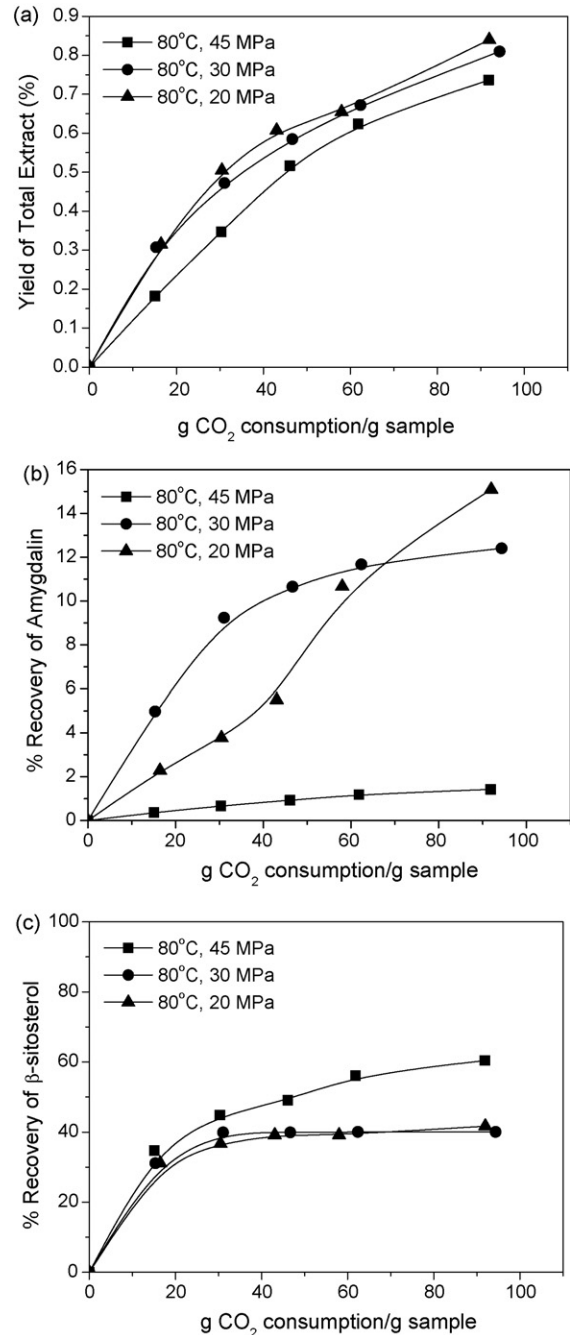 (a)
0.9
0.8
0.7
0.6
0.5
0.4
0.3
0.2
0.1
0.0
Yield of Total Extract (%)
80°C, 45 MPa
80°C, 30 MPa
80°C, 20 MPa
0 20 40 60 80 100
g CO₂ consumption/g sample
(b)
16
14
12
10
8
6
4
2
0
% Recovery of Amygdalin
80°C, 45 MPa
80°C, 30 MPa
80°C, 20 MPa
0 20 40 60 80 100
g CO₂ consumption/g sample
(c)
100
80
60
40
20
0
% Recovery of β-sitosterol
80°C, 45 MPa
80°C, 30 MPa
80°C, 20 MPa
0 20 40 60 80 100
g CO₂ consumption/g sample